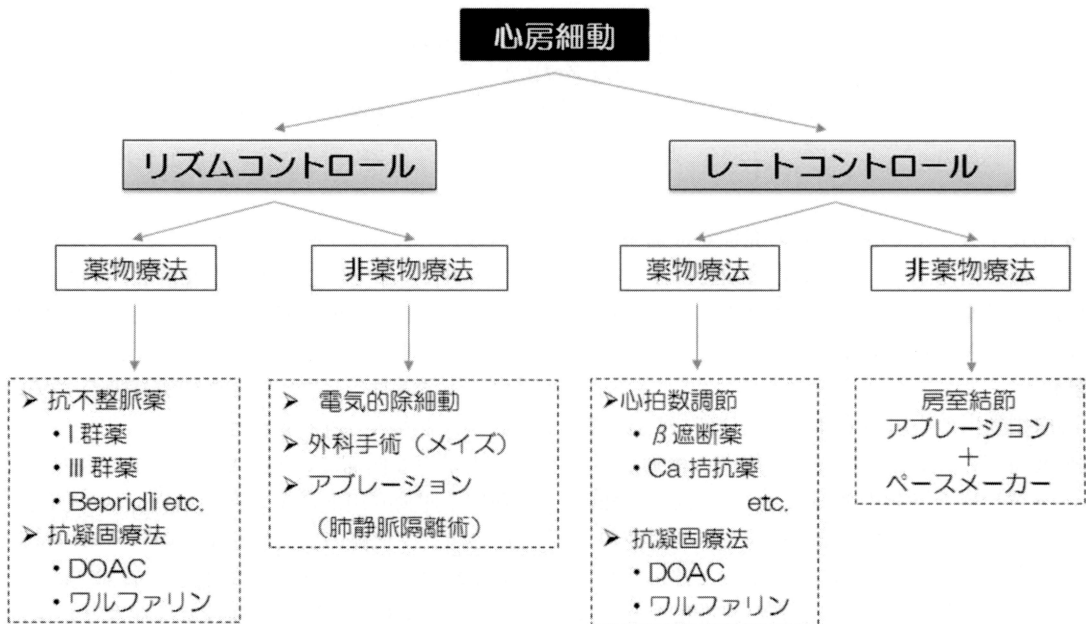 心房細動
リズムコントロール
レートコントロール
薬物療法
非薬物療法
薬物療法
非薬物療法
➤ 抗不整脈薬
・I 群薬
・III 群薬
・Bepridli etc.
➤ 抗凝固療法
・DOAC
・ワルファリン
➤ 電気的除細動
➤ 外科手術（メイズ）
➤ アブレーション
（肺静脈隔離術）
➤心拍数調節
・β 遮断薬
・Ca 拮抗薬
etc.
➤ 抗凝固療法
・DOAC
・ワルファリン
房室結節
アブレーション
＋
ペースメーカー